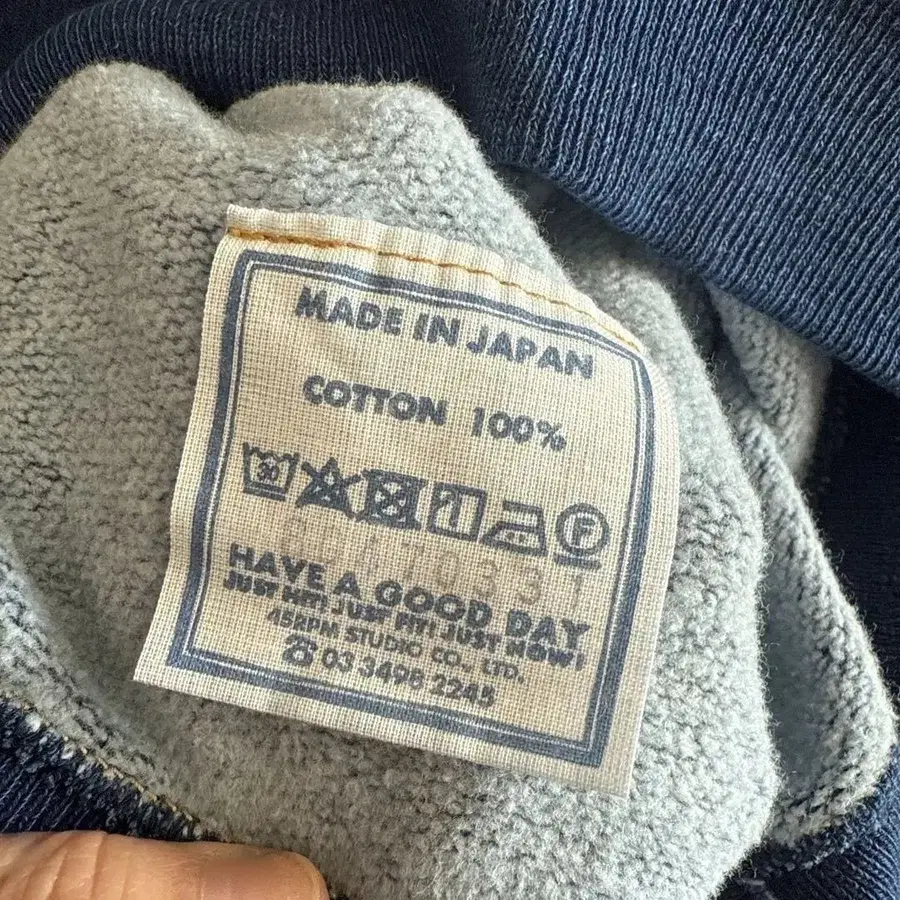 MADE IN JAPAN
COTTON 100%
30
F
HAVE A GOOD DAY
JUST HIT! JUST FIT! JUST NOW!
45RPM STUDIO CO., LTD.
☎ 03 3498 2245